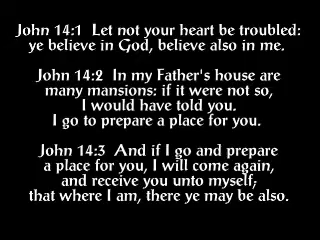 John 14:1 Let not your heart be troubled:
ye believe in God, believe also in me.
John 14:2 In my Father's house are
many mansions: if it were not so,
I would have told you.
I go to prepare a place for you.
John 14:3 And if I go and prepare
a place for you, I will come again,
and receive you unto myself;
that where I am, there ye may be also.